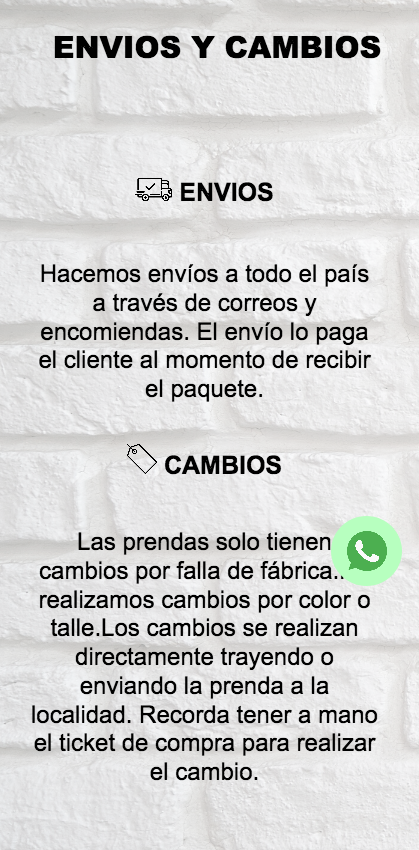 ENVIOS Y CAMBIOS
ENVIOS
Hacemos envíos a todo el país
a través de correos y
encomiendas. El envío lo paga
el cliente al momento de recibir
el paquete.
CAMBIOS
Las prendas solo tienen
cambios por falla de fábrica.
realizamos cambios por color o
talle.Los cambios se realizan
directamente trayendo o
enviando la prenda a la
localidad. Recorda tener a mano
el ticket de compra para realizar
el cambio.